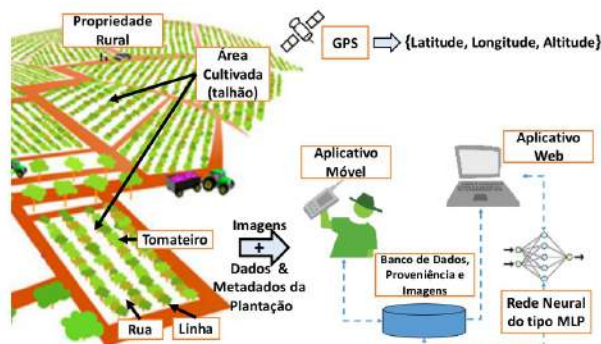 Propriedade
Rural
GPS
{Latitude, Longitude, Altitude}
Área
Cultivada
(talhão)
Aplicativo
Móvel
Aplicativo
Web
Tomateiro
Imagens
+
Dados &
Metadados da
Plantação
Banco de Dados,
Proveniência e
Imagens
Rede Neural
do tipo MLP
Rua
Linha